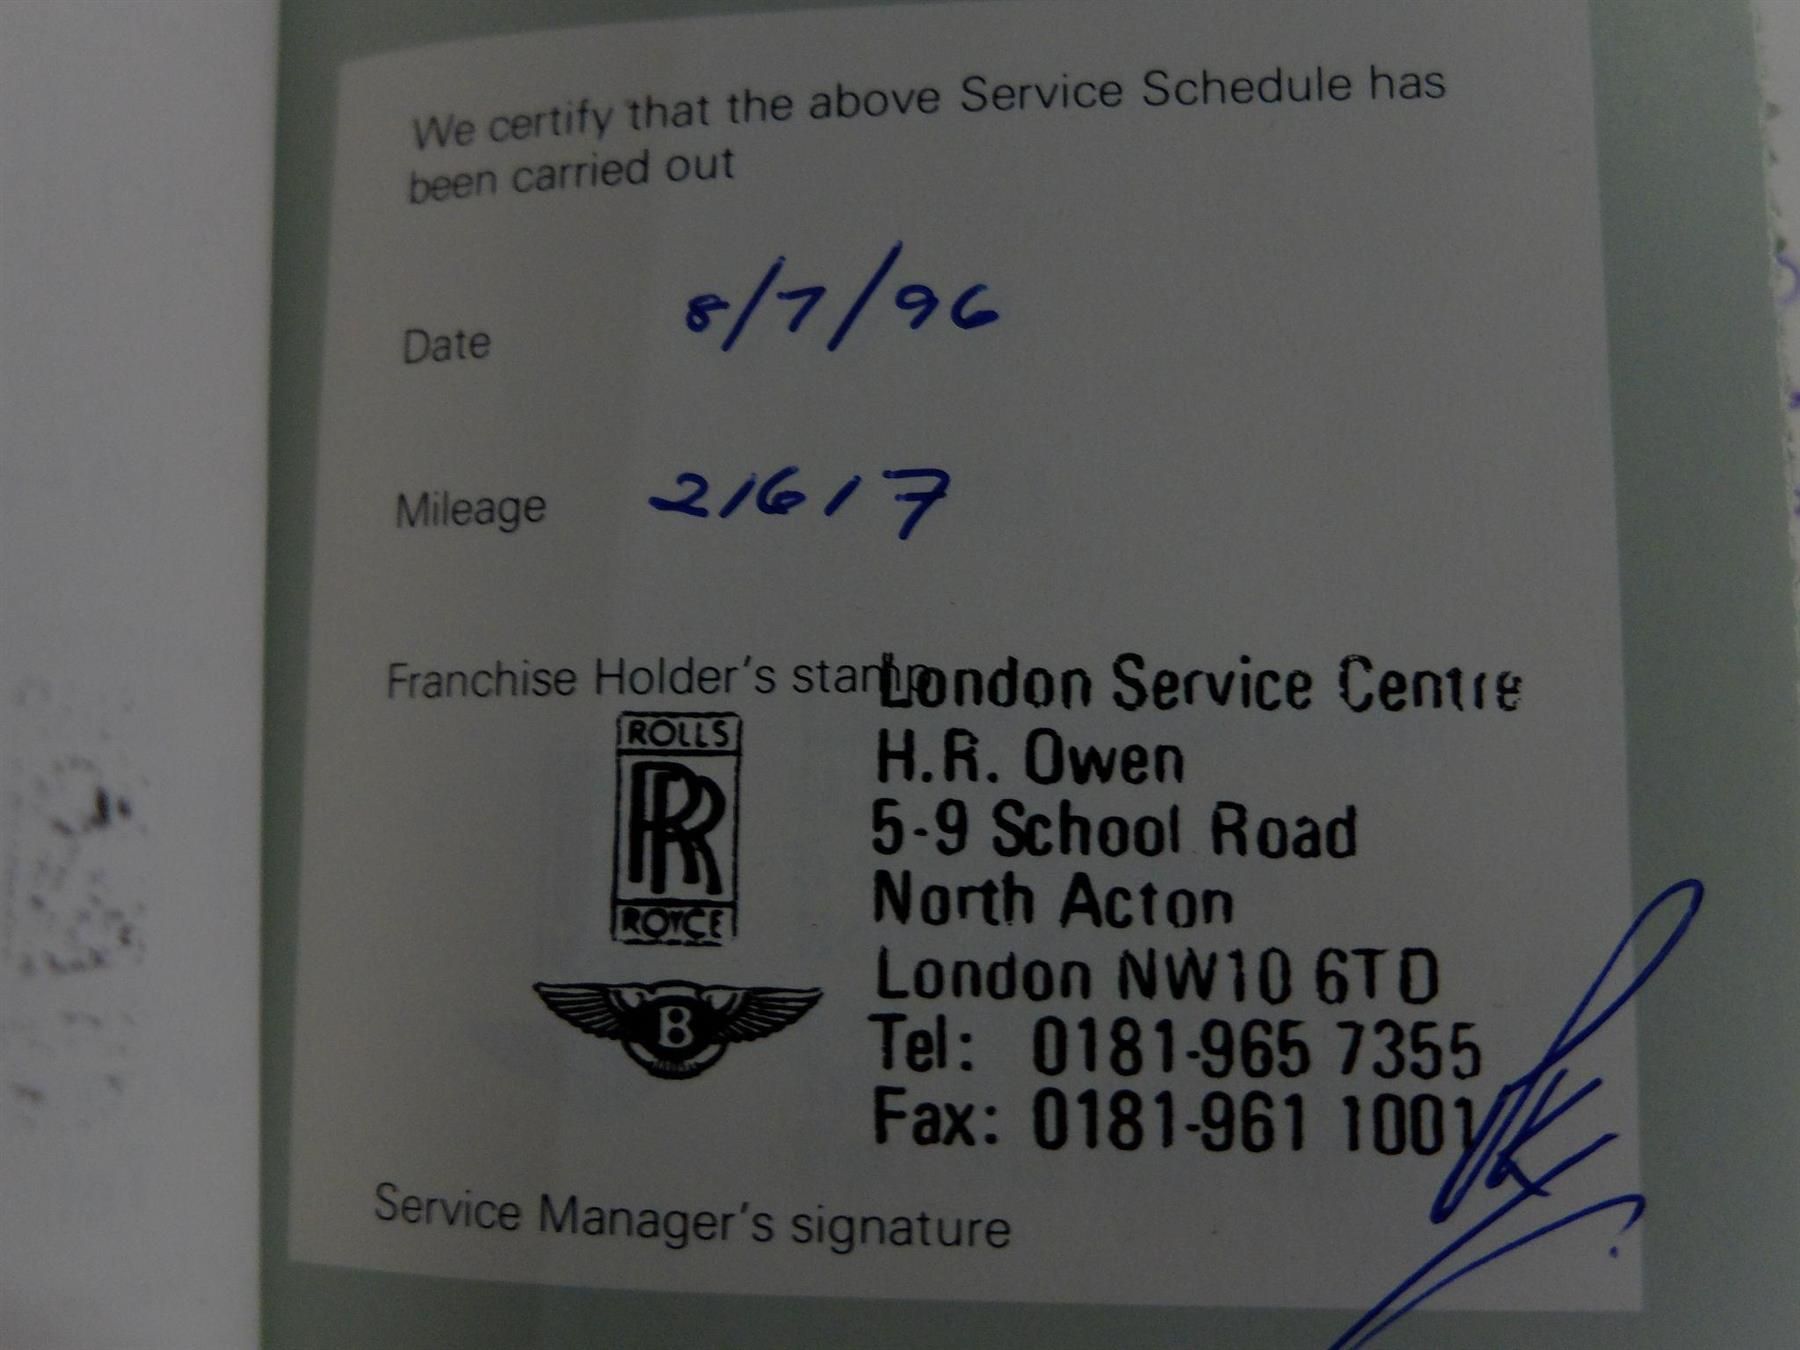 We certify that the above Service Schedule has
been carried out
Date 8/7/96
Mileage 21617
Franchise Holder's stamp
London Service Centre
ROLLS
RR
ROYCE
B
H.R. Owen
5-9 School Road
North Acton
London NW10 6TD
Tel: 0181-965 7355
Fax: 0181-961 1001
Service Manager's signature